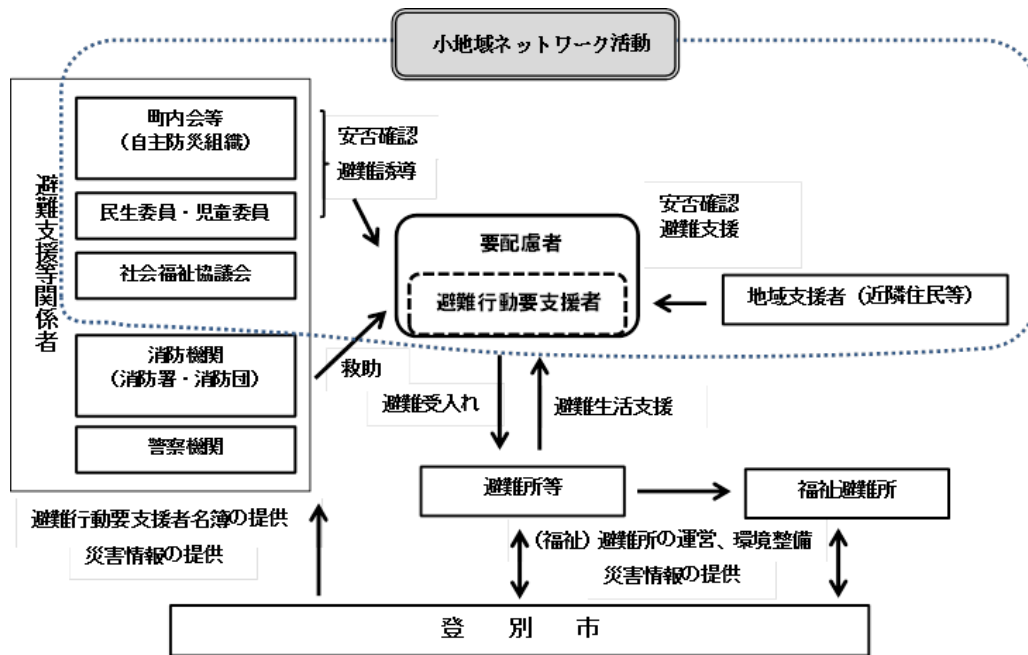 小地域ネットワーク活動
避難支援等関係者
町内会等
（自主防災組織）
民生委員・児童委員
社会福祉協議会
消防機関
（消防署・消防団）
警察機関
安否確認
避難誘導
要配慮者
避難行動要支援者
安否確認
避難支援
地域支援者（近隣住民等）
救助
避難受入れ
避難生活支援
避難所等
福祉避難所
避難行動要支援者名簿の提供
災害情報の提供
（福祉）避難所の運営、環境整備
災害情報の提供
登別市